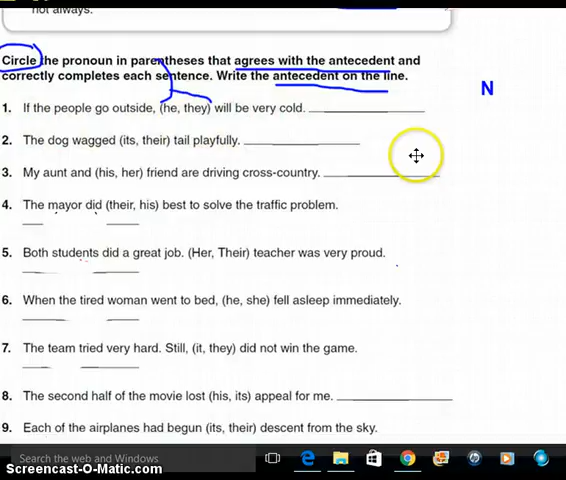 not always.
Circle the pronoun in parentheses that agrees with the antecedent and
correctly completes each sentence. Write the antecedent on the line.
N
1. If the people go outside, (he, they) will be very cold.
2. The dog wagged (its, their) tail playfully.
3. My aunt and (his, her) friend are driving cross-country.
4. The mayor did (their, his) best to solve the traffic problem.
5. Both students did a great job. (Her, Their) teacher was very proud.
6. When the tired woman went to bed, (he, she) fell asleep immediately.
7. The team tried very hard. Still, (it, they) did not win the game.
8. The second half of the movie lost (his, its) appeal for me.
9. Each of the airplanes had begun (its, their) descent from the sky.
Search the web and Windows
Screencast-O-Matic.com